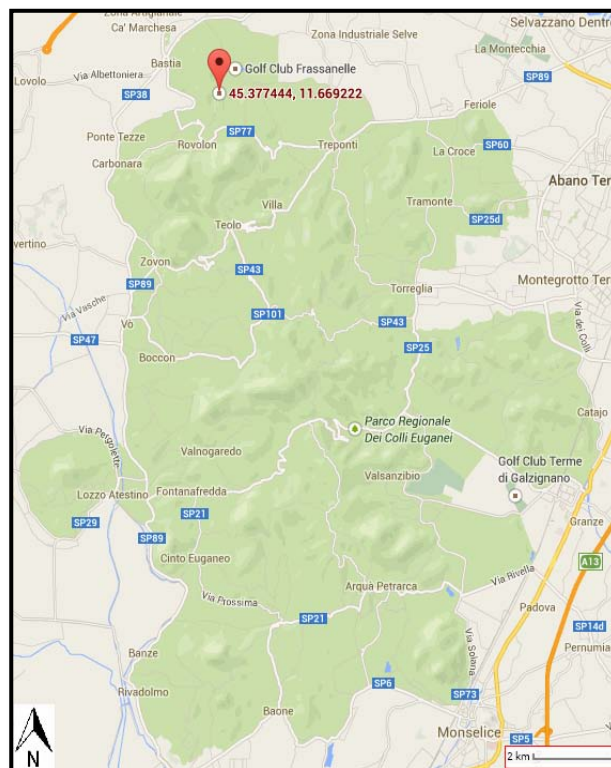 Zona Artigianale
Ca' Marchesa
Selvazzano Dentro
Zona Industriale Selve
La Montecchia
Bastia
Golf Club Frassanelle
Lovolo
Via Albettoniera
SP89
SP38
45.377444, 11.669222
Feriole
Ponte Tezze
SP77
Rovolon
Treponti
La Croce
SP60
Carbonara
Abano Ter
Villa
Tramonte
Teolo
SP25d
vertino
Zovon
SP43
Montegrotto Ter
SP89
Torreglia
Via Vasche
Vò
SP101
SP43
Via dei Colli
SP47
SP25
Boccon
Catajo
Parco Regionale
Dei Colli Euganei
Via Pergolette
Valnogaredo
Golf Club Terme
di Galzignano
Valsanzibio
Lozzo Atestino
Fontanafredda
SP21
SP29
Granze
SP89
Cinto Euganeo
A13
Arquà Petrarca
Via Rivella
Via Prossima
Padova
SP21
SP14d
Via Solana
Banze
Pernumia
Rivadolmo
SP6
SP73
Baone
Monselice
SP5
N
2 km